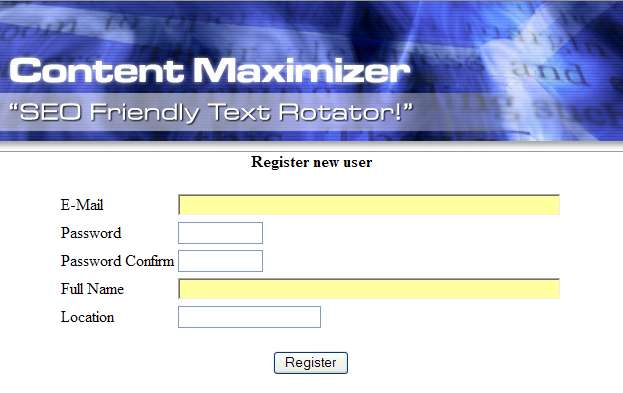 Content Maximizer
“SEO Friendly Text Rotator!”
Register new user
E-Mail
Password
Password Confirm
Full Name
Location
Register